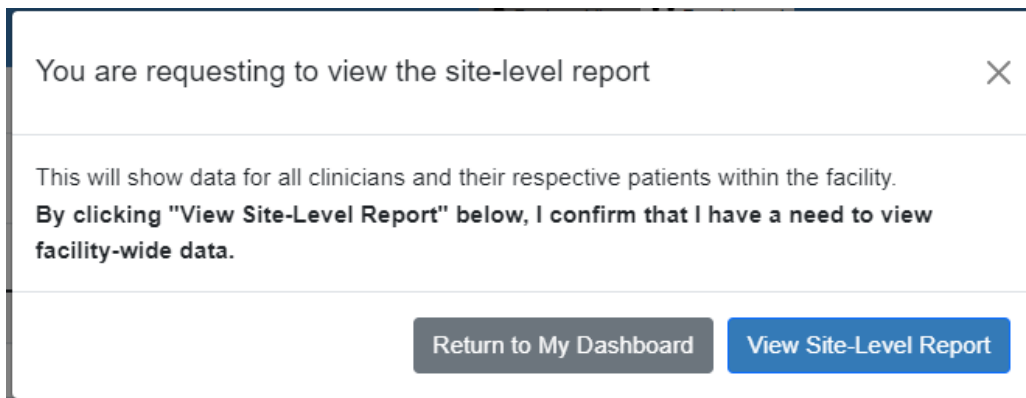 You are requesting to view the site-level report
This will show data for all clinicians and their respective patients within the facility.
By clicking "View Site-Level Report" below, I confirm that I have a need to view
facility-wide data.
Return to My Dashboard
View Site-Level Report